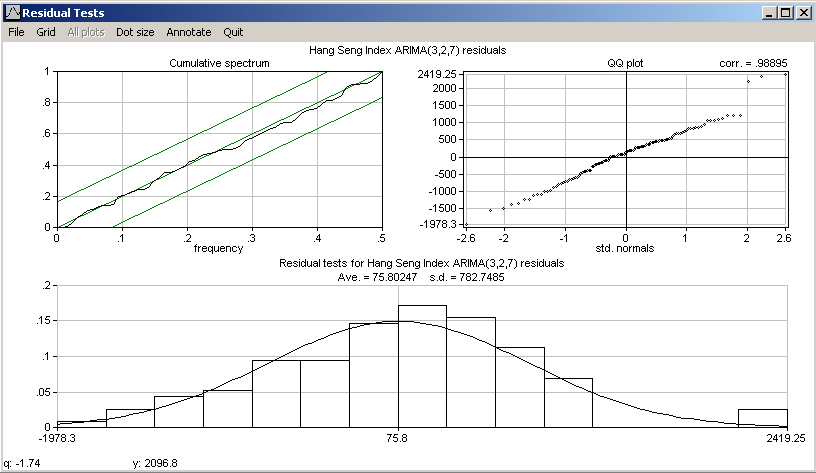 Residual Tests
File Grid All plots Dot size Annotate Quit
Hang Seng Index ARIMA(3,2,7) residuals
Cumulative spectrum
1
.8
.6
.4
.2
0
0 .1 .2 .3 .4 .5
frequency
QQ plot corr. = .98895
2419.25
2000
1500
1000
500
0
-500
-1000
-1500
-1978.3
-2.6 -2 -1 0 1 2 2.6
std. normals
Residual tests for Hang Seng Index ARIMA(3,2,7) residuals
Ave. = 75.80247 s.d. = 782.7485
.2
.15
.1
.05
0
-1978.3 75.8 2419.25
q: -1.74 y: 2096.8